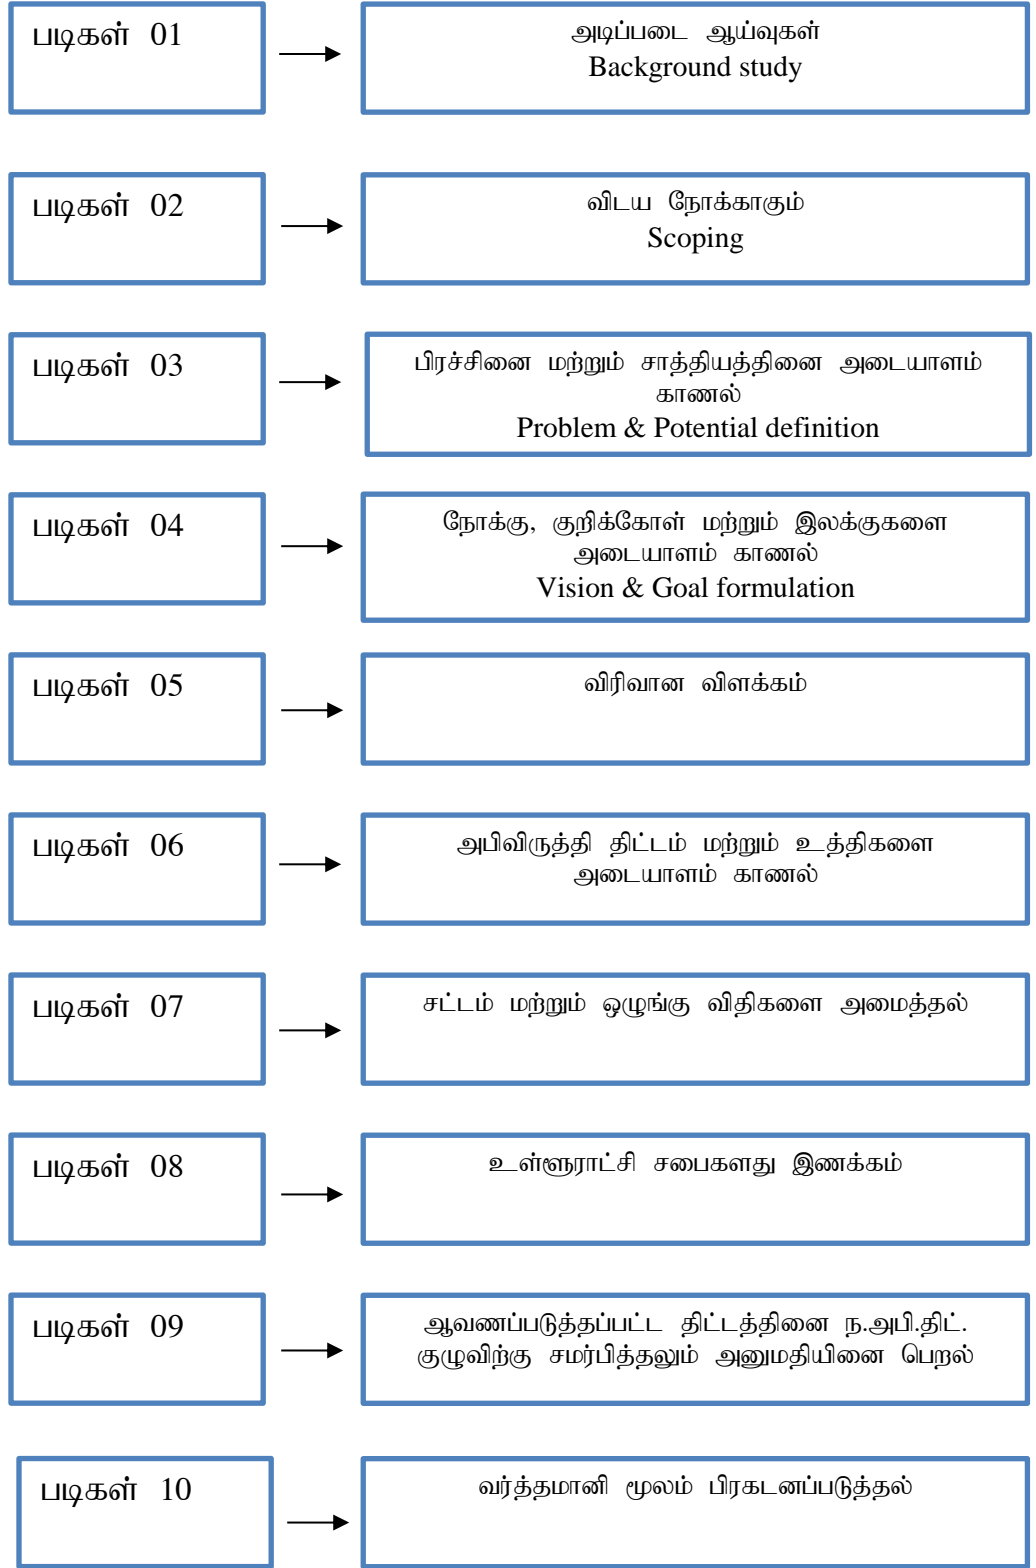 படிகள் 01
அடிப்படை ஆய்வுகள்
Background study
படிகள் 02
விடய நோக்காகும்
Scoping
படிகள் 03
பிரச்சினை மற்றும் சாத்தியத்தினை அடையாளம்
காணல்
Problem & Potential definition
படிகள் 04
நோக்கு, குறிக்கோள் மற்றும் இலக்குகளை
அடையாளம் காணல்
Vision & Goal formulation
படிகள் 05
விரிவான விளக்கம்
படிகள் 06
அபிவிருத்தி திட்டம் மற்றும் உத்திகளை
அடையாளம் காணல்
படிகள் 07
சட்டம் மற்றும் ஒழுங்கு விதிகளை அமைத்தல்
படிகள் 08
உள்ளூராட்சி சபைகளது இணக்கம்
படிகள் 09
ஆவணப்படுத்தப்பட்ட திட்டத்தினை ந.அபி.திட்.
குழுவிற்கு சமர்பித்தலும் அனுமதியினை பெறல்
படிகள் 10
வர்த்தமானி மூலம் பிரகடனப்படுத்தல்